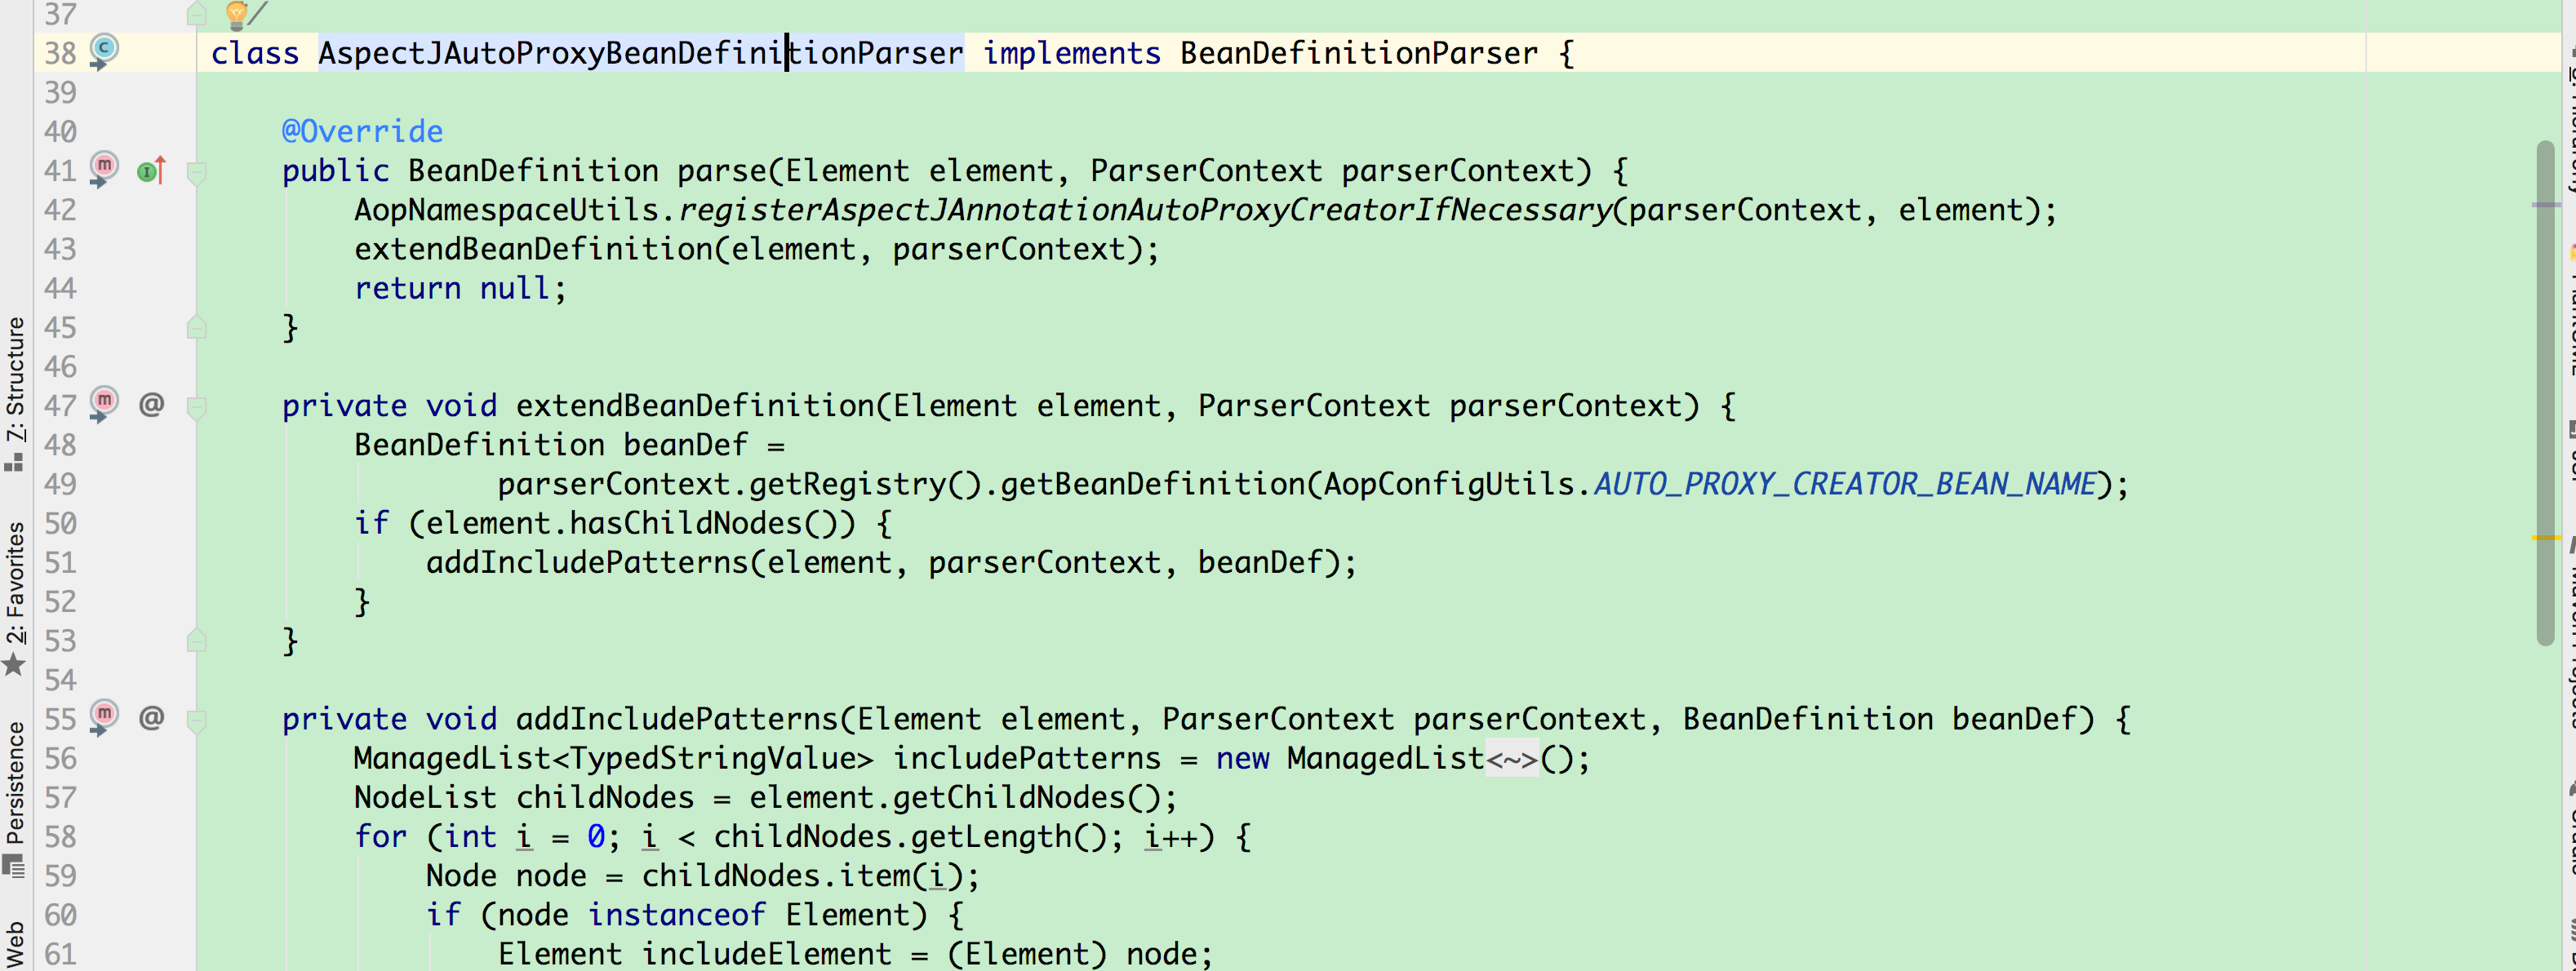 37 /
38 class AspectJAutoProxyBeanDefinitionParser implements BeanDefinitionParser {
39
40 @Override
41 public BeanDefinition parse(Element element, ParserContext parserContext) {
42 AopNamespaceUtils.registerAspectJAnnotationAutoProxyCreatorIfNecessary(parserContext, element);
43 extendBeanDefinition(element, parserContext);
44 return null;
45 }
46
47 @ private void extendBeanDefinition(Element element, ParserContext parserContext) {
48 BeanDefinition beanDef =
49 parserContext.getRegistry().getBeanDefinition(AopConfigUtils.AUTO_PROXY_CREATOR_BEAN_NAME);
50 if (element.hasChildNodes()) {
51 addIncludePatterns(element, parserContext, beanDef);
52 }
53 }
54
55 @ private void addIncludePatterns(Element element, ParserContext parserContext, BeanDefinition beanDef) {
56 ManagedList<TypedStringValue> includePatterns = new ManagedList<~>();
57 NodeList childNodes = element.getChildNodes();
58 for (int i = 0; i < childNodes.getLength(); i++) {
59 Node node = childNodes.item(i);
60 if (node instanceof Element) {
61 Element includeElement = (Element) node;
7: Structure
2: Favorites
Persistence
Web